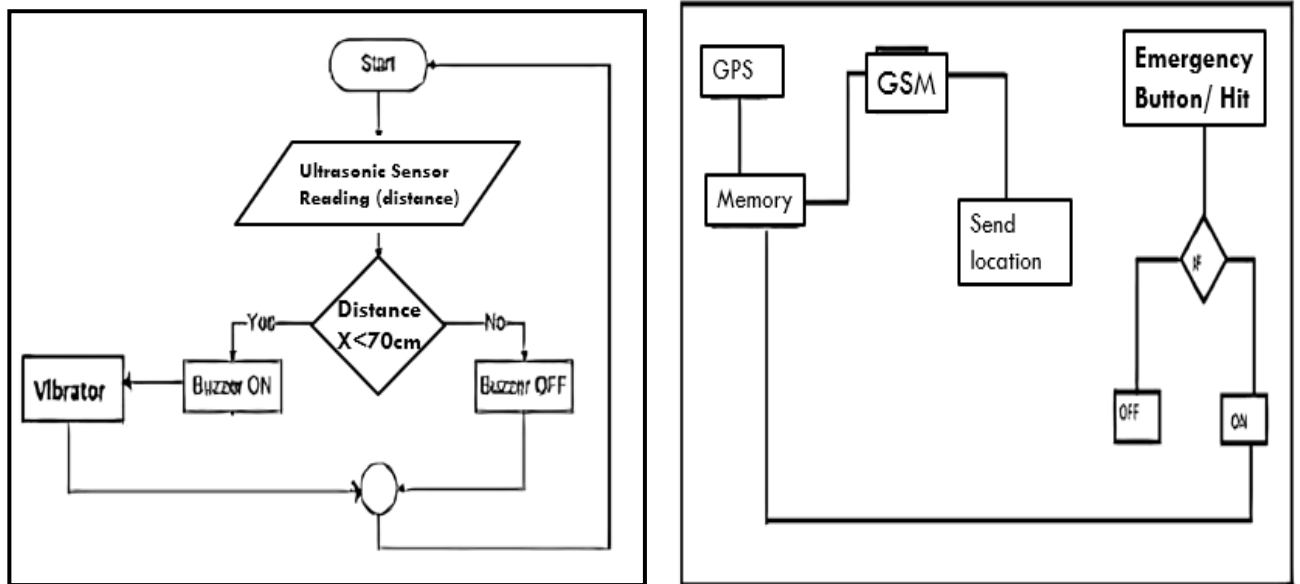 Start
Ultrasonic Sensor
Reading (distance)
Distance
X<70cm
Yes
No
Vibrator
Buzzer ON
Buzzer OFF
GPS
GSM
Emergency
Button/ Hit
Memory
Send
location
IF
OFF
ON